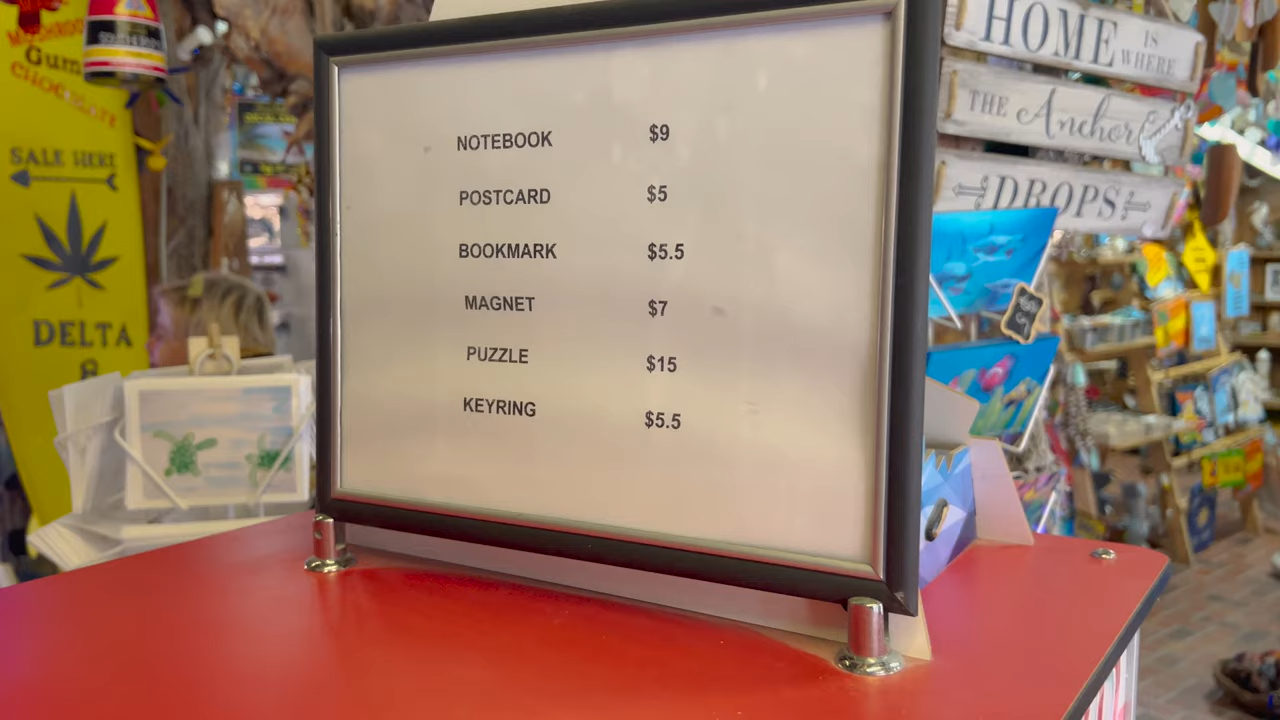 Gum
CHOCOLATE
SALE HERE
DELTA
8
NOTEBOOK $9
POSTCARD $5
BOOKMARK $5.5
MAGNET $7
PUZZLE $15
KEYRING $5.5
HOME IS WHERE
THE Anchor
DROPS